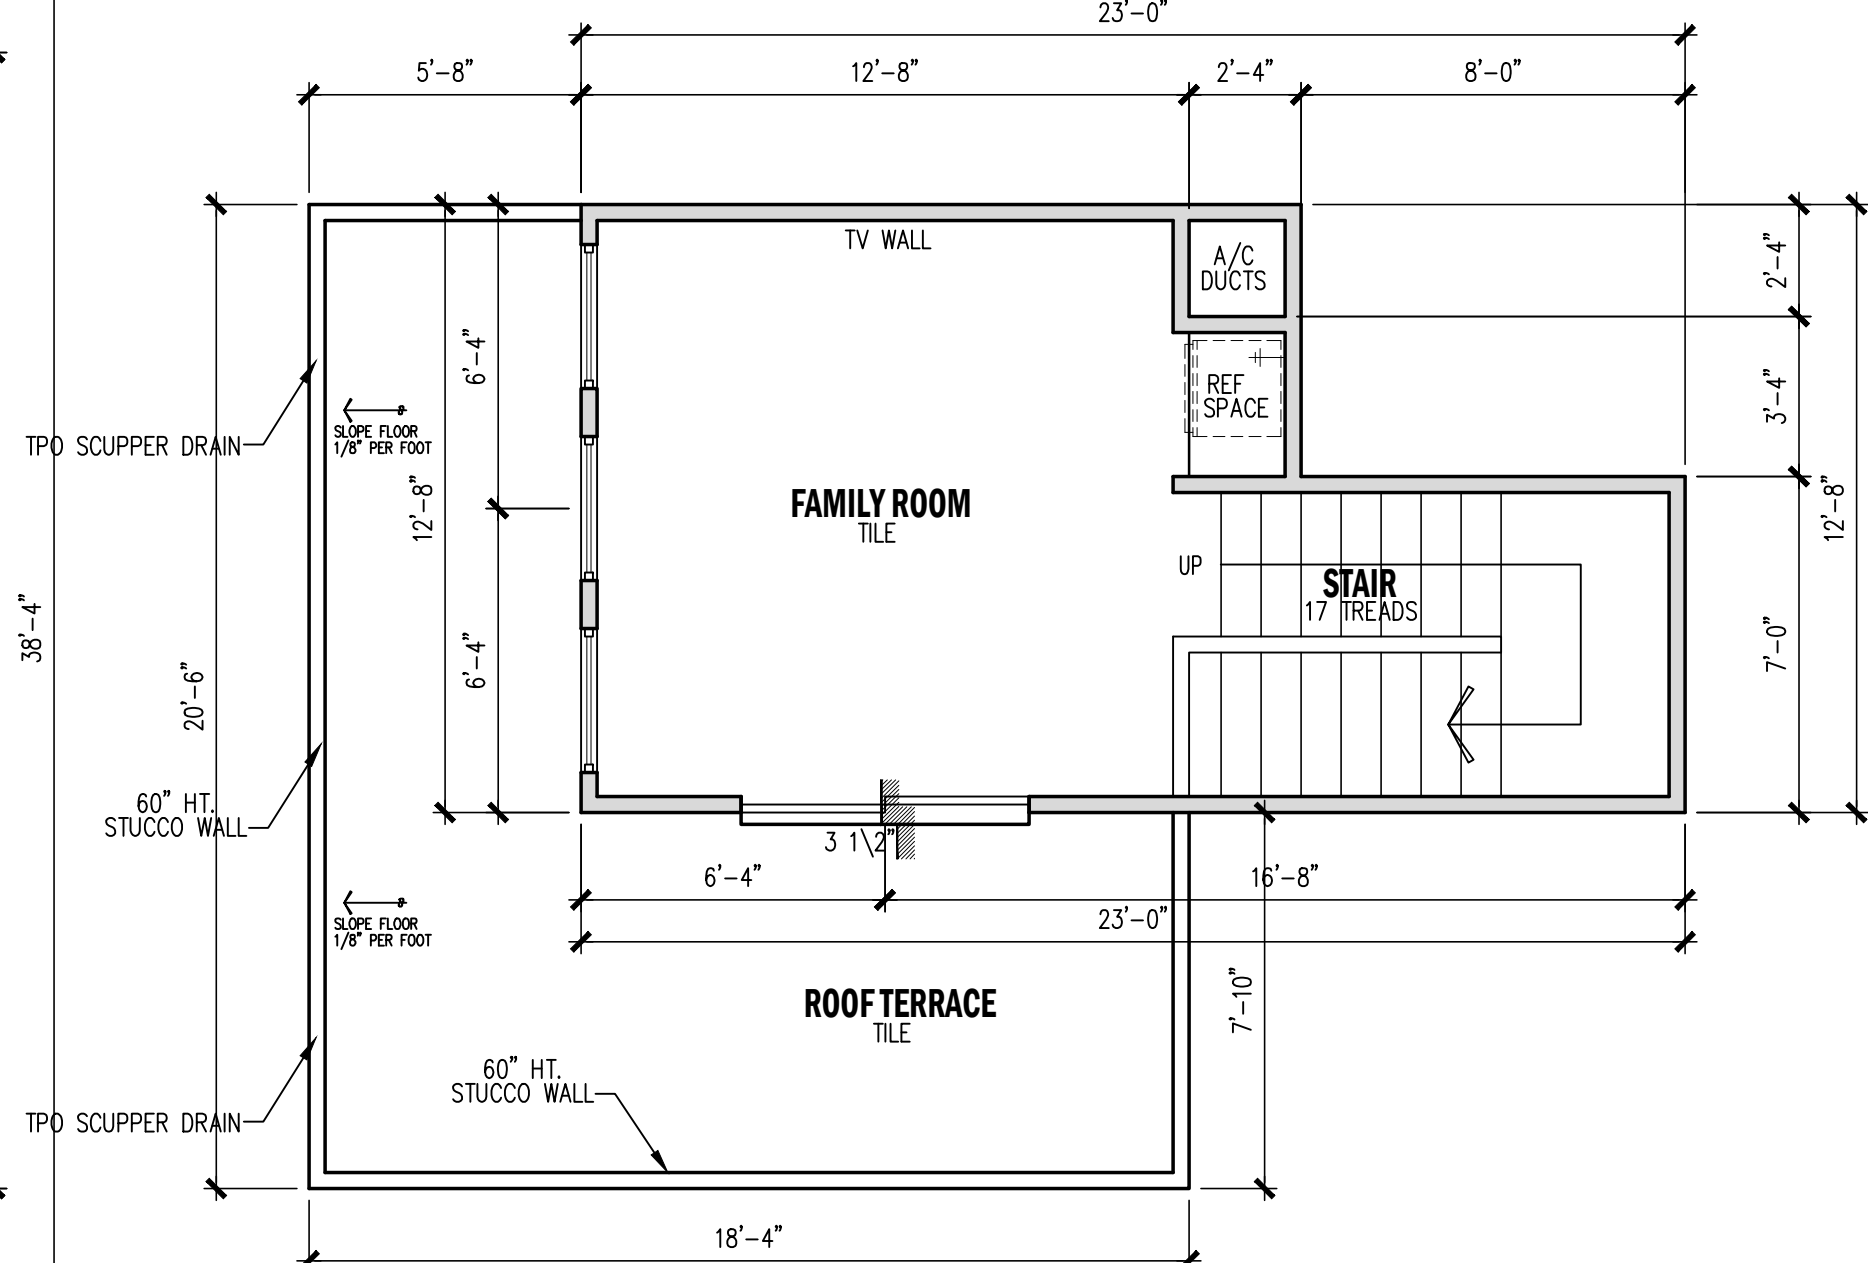 23'-0"
5'-8"
12'-8"
2'-4"
8'-0"
TV WALL
A/C
DUCTS
2'-4"
6'-4"
REF
SPACE
3'-4"
SLOPE FLOOR
1/8" PER FOOT
TPO SCUPPER DRAIN
12'-8"
FAMILY ROOM
TILE
12'-8"
UP
STAIR
17 TREADS
38'-4"
20'-6"
6'-4"
7'-0"
60" HT.
STUCCO WALL
3 1\2"
6'-4"
16'-8"
23'-0"
SLOPE FLOOR
1/8" PER FOOT
ROOF TERRACE
TILE
7'-10"
60" HT.
STUCCO WALL
TPO SCUPPER DRAIN
18'-4"